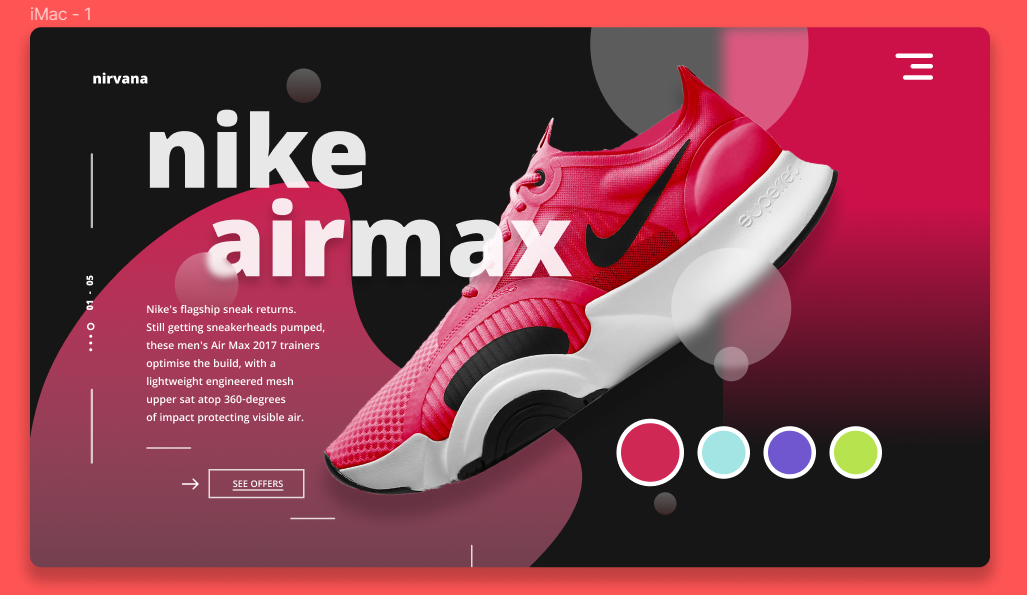 iMac - 1
nirvana
nike
airmax
superrep
01 - 05
Nike's flagship sneak returns.
Still getting sneakerheads pumped,
these men's Air Max 2017 trainers
optimise the build, with a
lightweight engineered mesh
upper sat atop 360-degrees
of impact protecting visible air.
SEE OFFERS